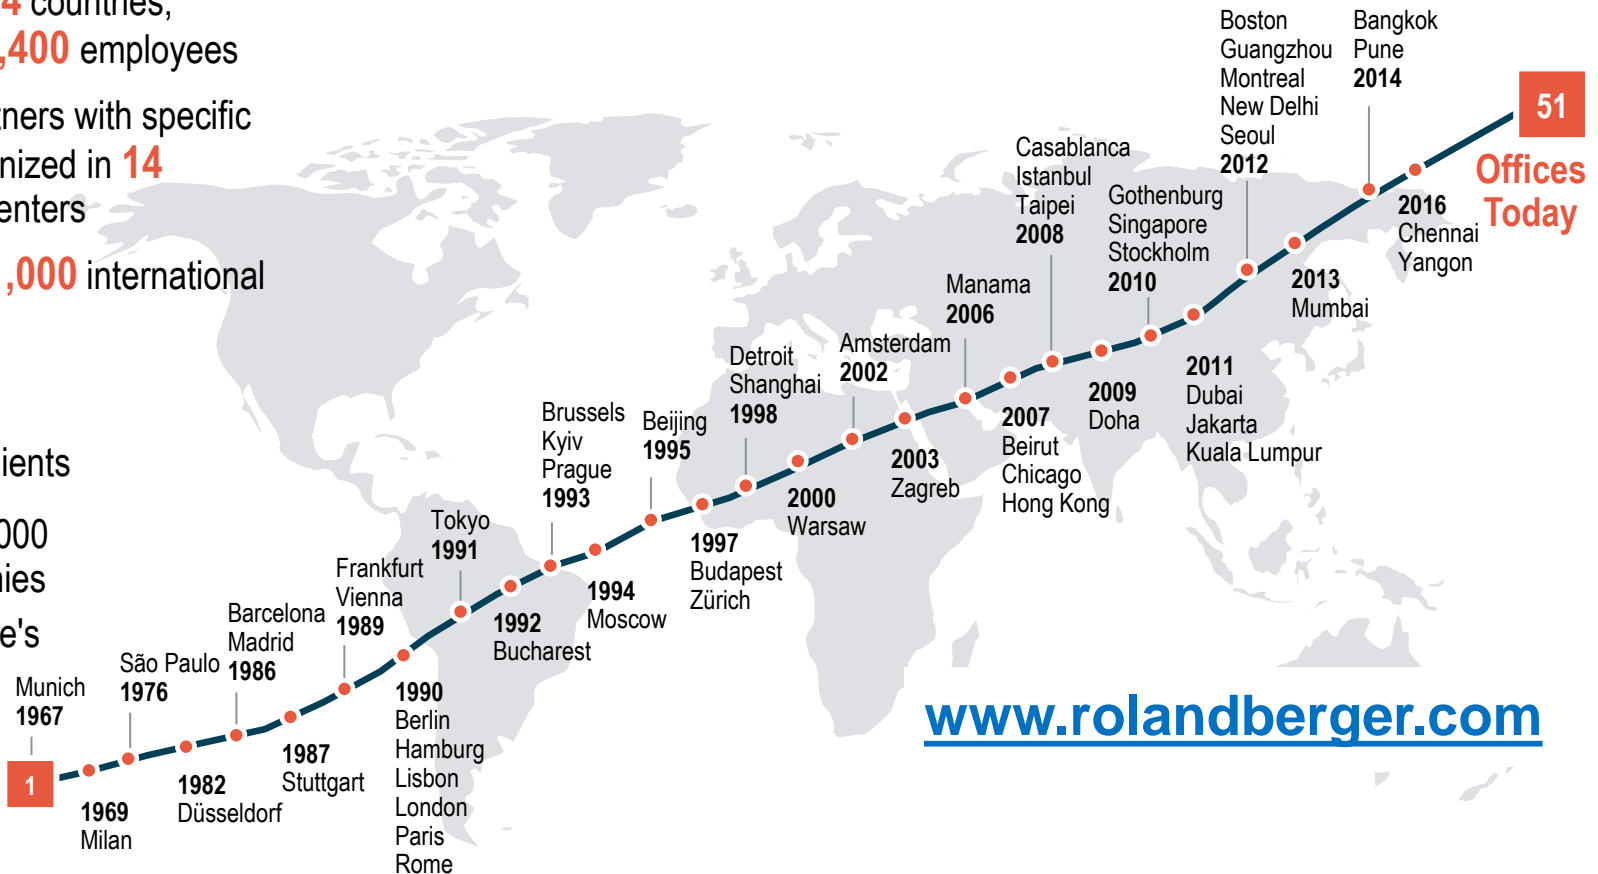 4 countries,
,400 employees
tners with specific
nized in 14
enters
,000 international
ients
000
nies
e's
Munich
1967
1
1969
Milan
São Paulo
1976
1982
Düsseldorf
Barcelona
Madrid
1986
1987
Stuttgart
Frankfurt
Vienna
1989
1990
Berlin
Hamburg
Lisbon
London
Paris
Rome
Tokyo
1991
1992
Bucharest
Brussels
Kyiv
Prague
1993
1994
Moscow
Beijing
1995
1997
Budapest
Zürich
Detroit
Shanghai
1998
2000
Warsaw
Amsterdam
2002
2003
Zagreb
Manama
2006
2007
Beirut
Chicago
Hong Kong
Casablanca
Istanbul
Taipei
2008
2009
Doha
Gothenburg
Singapore
Stockholm
2010
2011
Dubai
Jakarta
Kuala Lumpur
Boston
Guangzhou
Montreal
New Delhi
Seoul
2012
2013
Mumbai
Bangkok
Pune
2014
2016
Chennai
Yangon
51
Offices
Today
www.rolandberger.com